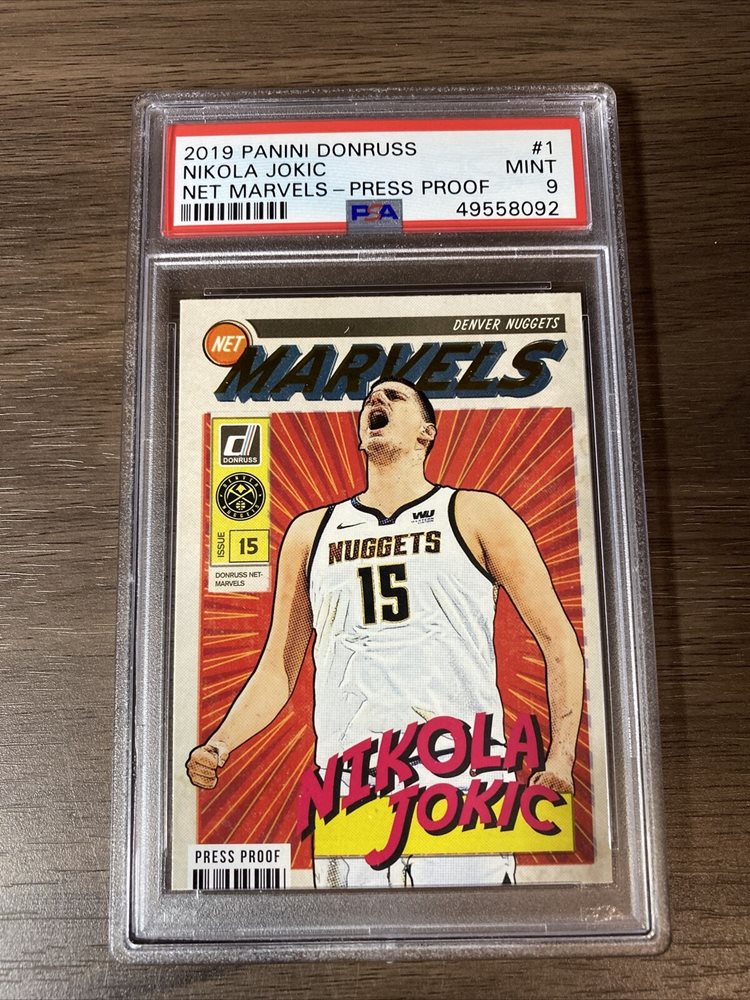 2019 PANINI DONRUSS #1
NIKOLA JOKIC MINT
NET MARVELS - PRESS PROOF 9
PSA 49558092
DENVER NUGGETS
NET
MARVELS
DONRUSS
ISSUE 15
DONRUSS NET-
MARVELS
WU
NUGGETS
15
NIKOLA
JOKIC
PRESS PROOF